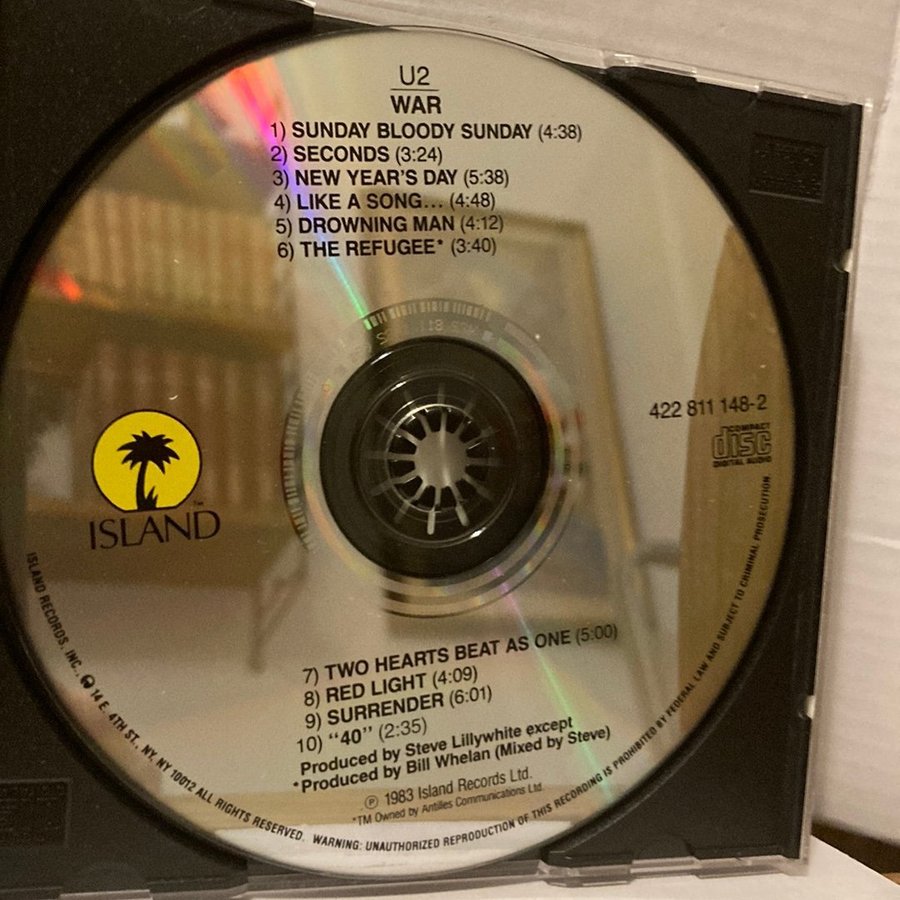 U2
WAR
1) SUNDAY BLOODY SUNDAY (4:38)
2) SECONDS (3:24)
3) NEW YEAR'S DAY (5:38)
4) LIKE A SONG... (4:48)
5) DROWNING MAN (4:12)
6) THE REFUGEE* (3:40)
422 811 148-2
COMPACT
disc
DIGITAL AUDIO
TM
ISLAND
7) TWO HEARTS BEAT AS ONE (5:00)
8) RED LIGHT (4:09)
9) SURRENDER (6:01)
10) "40" (2:35)
Produced by Steve Lillywhite except
*Produced by Bill Whelan (Mixed by Steve)
Ⓟ 1983 Island Records Ltd.
*TM Owned by Antilles Communications Ltd.
ISLAND RECORDS, INC., 14 E. 4TH ST., NY, NY 10012 ALL RIGHTS RESERVED. WARNING: UNAUTHORIZED REPRODUCTION OF THIS RECORDING IS PROHIBITED BY FEDERAL LAW AND SUBJECT TO CRIMINAL PROSECUTION